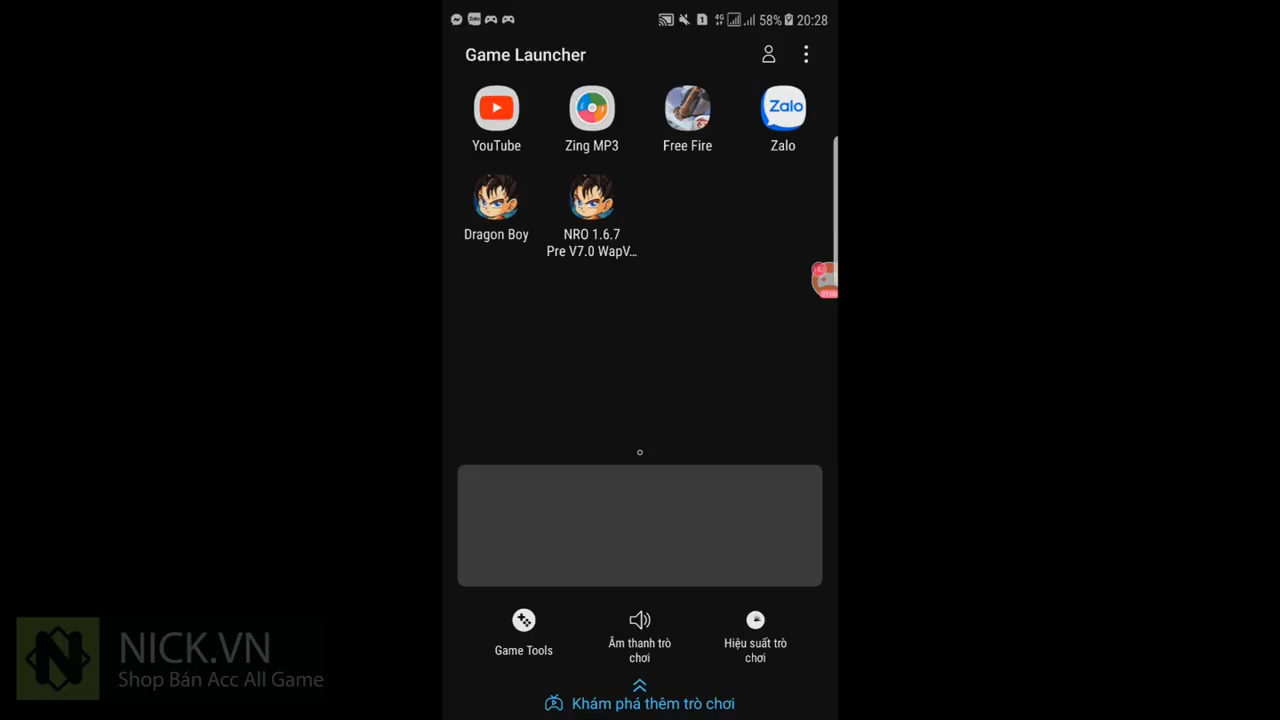 58% 20:28
Game Launcher
YouTube
Zing MP3
Free Fire
Zalo
Zalo
Dragon Boy
NRO 1.6.7
Pre V7.0 WapV...
Game Tools
Âm thanh trò
chơi
Hiệu suất trò
chơi
Khám phá thêm trò chơi
NICK.VN
Shop Bán Acc All Game